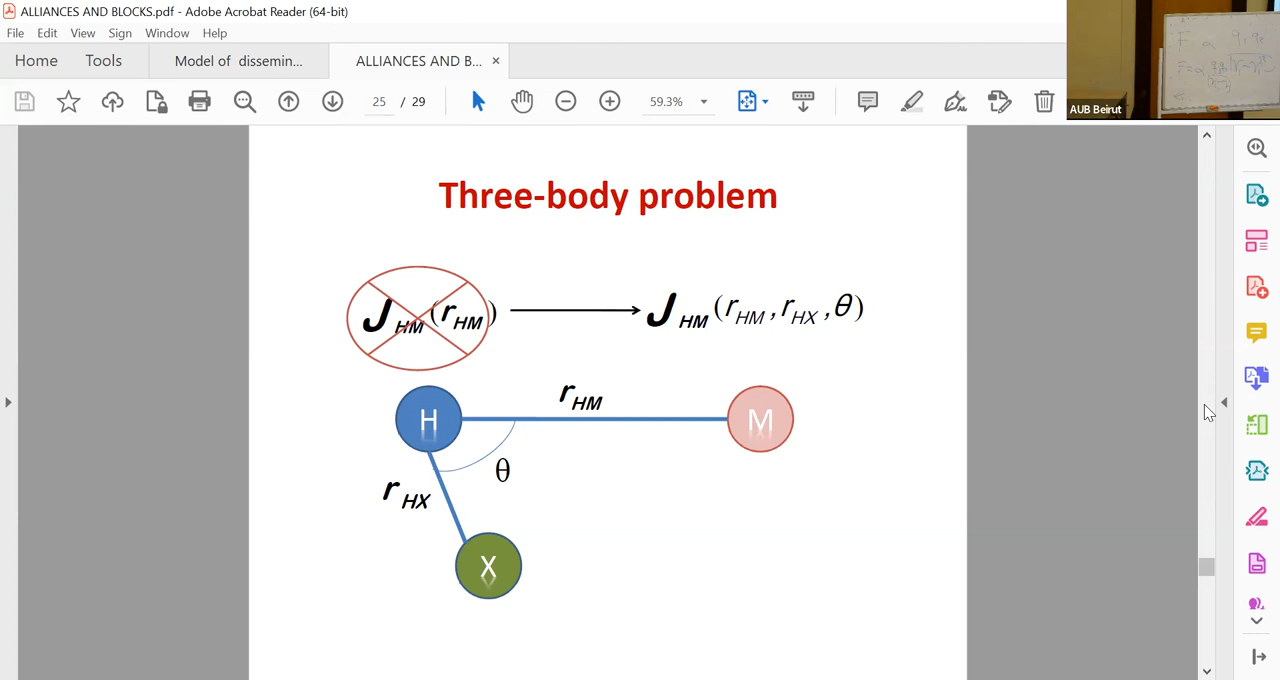 ALLIANCES AND BLOCKS.pdf - Adobe Acrobat Reader (64-bit)
File Edit View Sign Window Help
Home Tools Model of dissemin... ALLIANCES AND B... ×
25 / 29 59.3%
AUB Beirut
Three-body problem
J HM (r HM) J HM (r HM , r HX , θ)
r HM
H M
θ
r HX
X